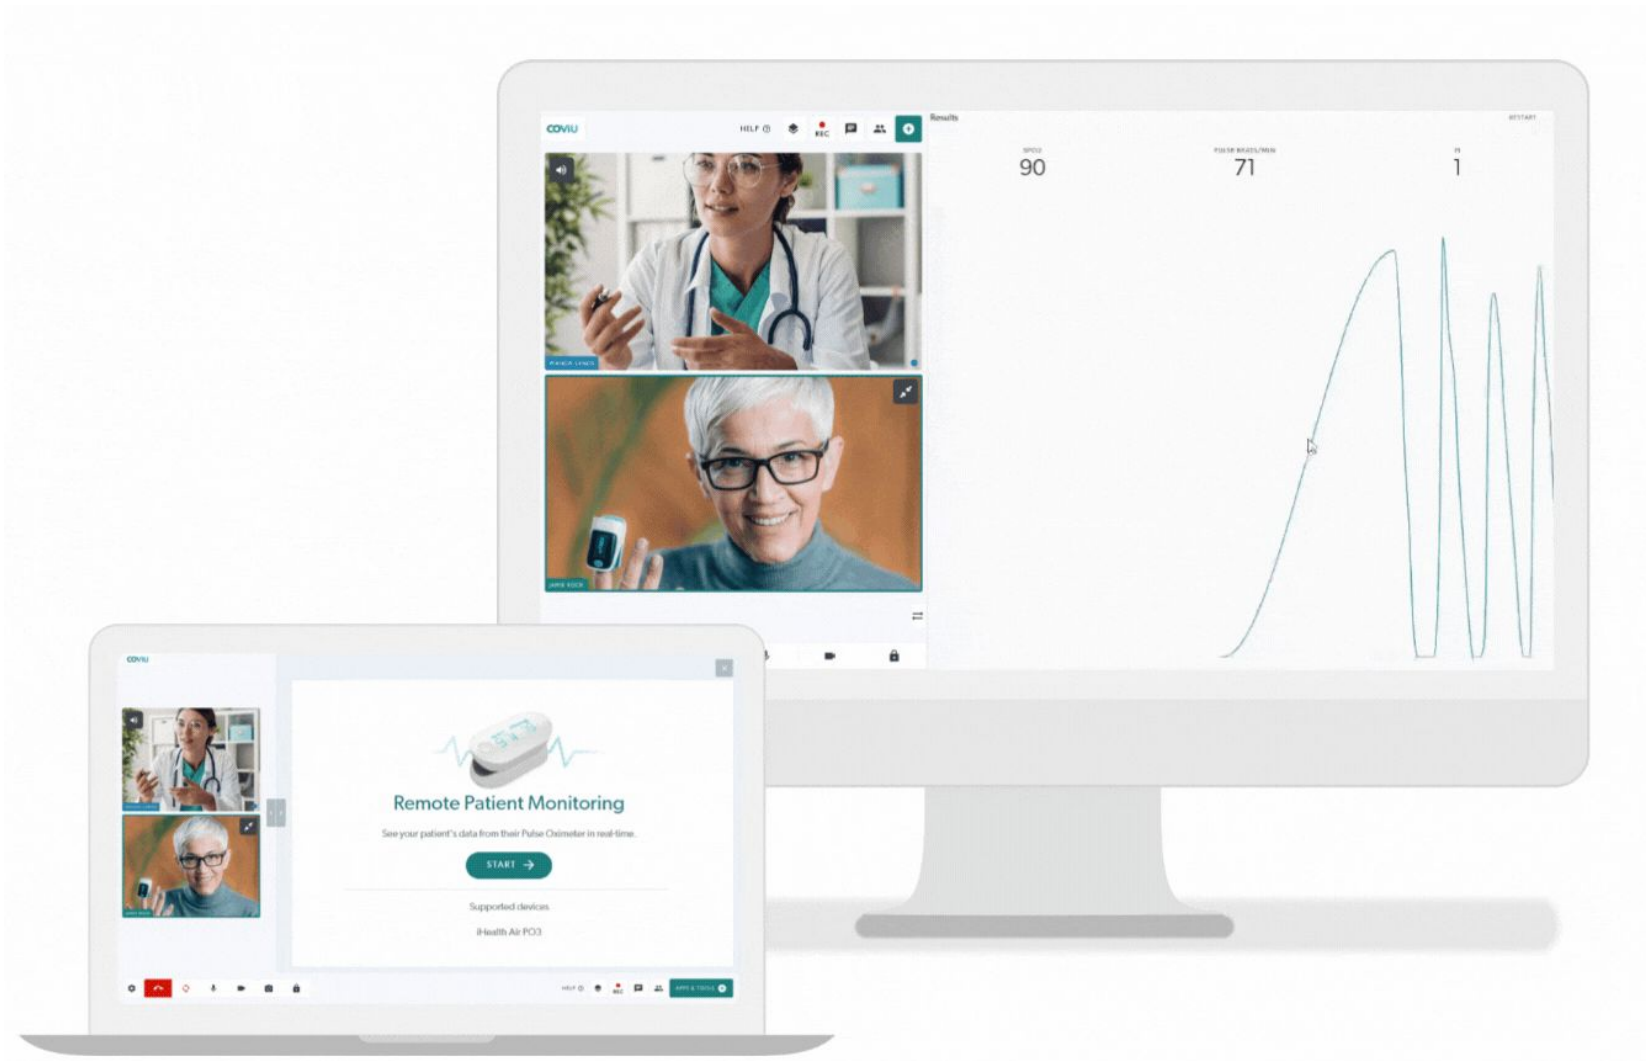 COVIU
HELP
REC
Results
RESTART
SPO2
90
PULSE BEATS/MIN
71
PI
1
COVIU
Remote Patient Monitoring
See your patient's data from their Pulse Oximeter in real-time.
START
Supported devices
iHealth Air PO3
HELP
REC
APPS & TOOLS